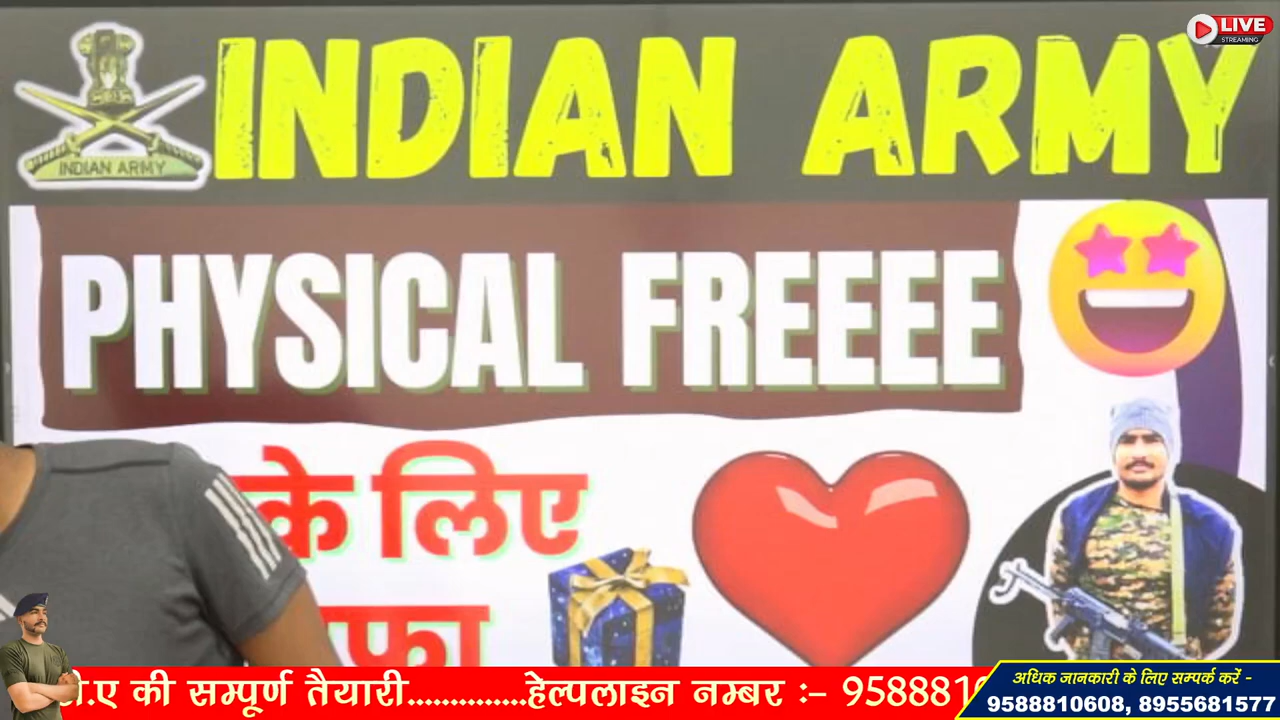 LIVE
STREAMING
INDIAN ARMY
INDIAN ARMY
PHYSICAL FREEEE
के लिए
अधिक जानकारी के लिए सम्पर्क करें -
9588810608, 8955681577
की सम्पूर्ण तैयारी.............हेल्पलाइन नम्बर :-